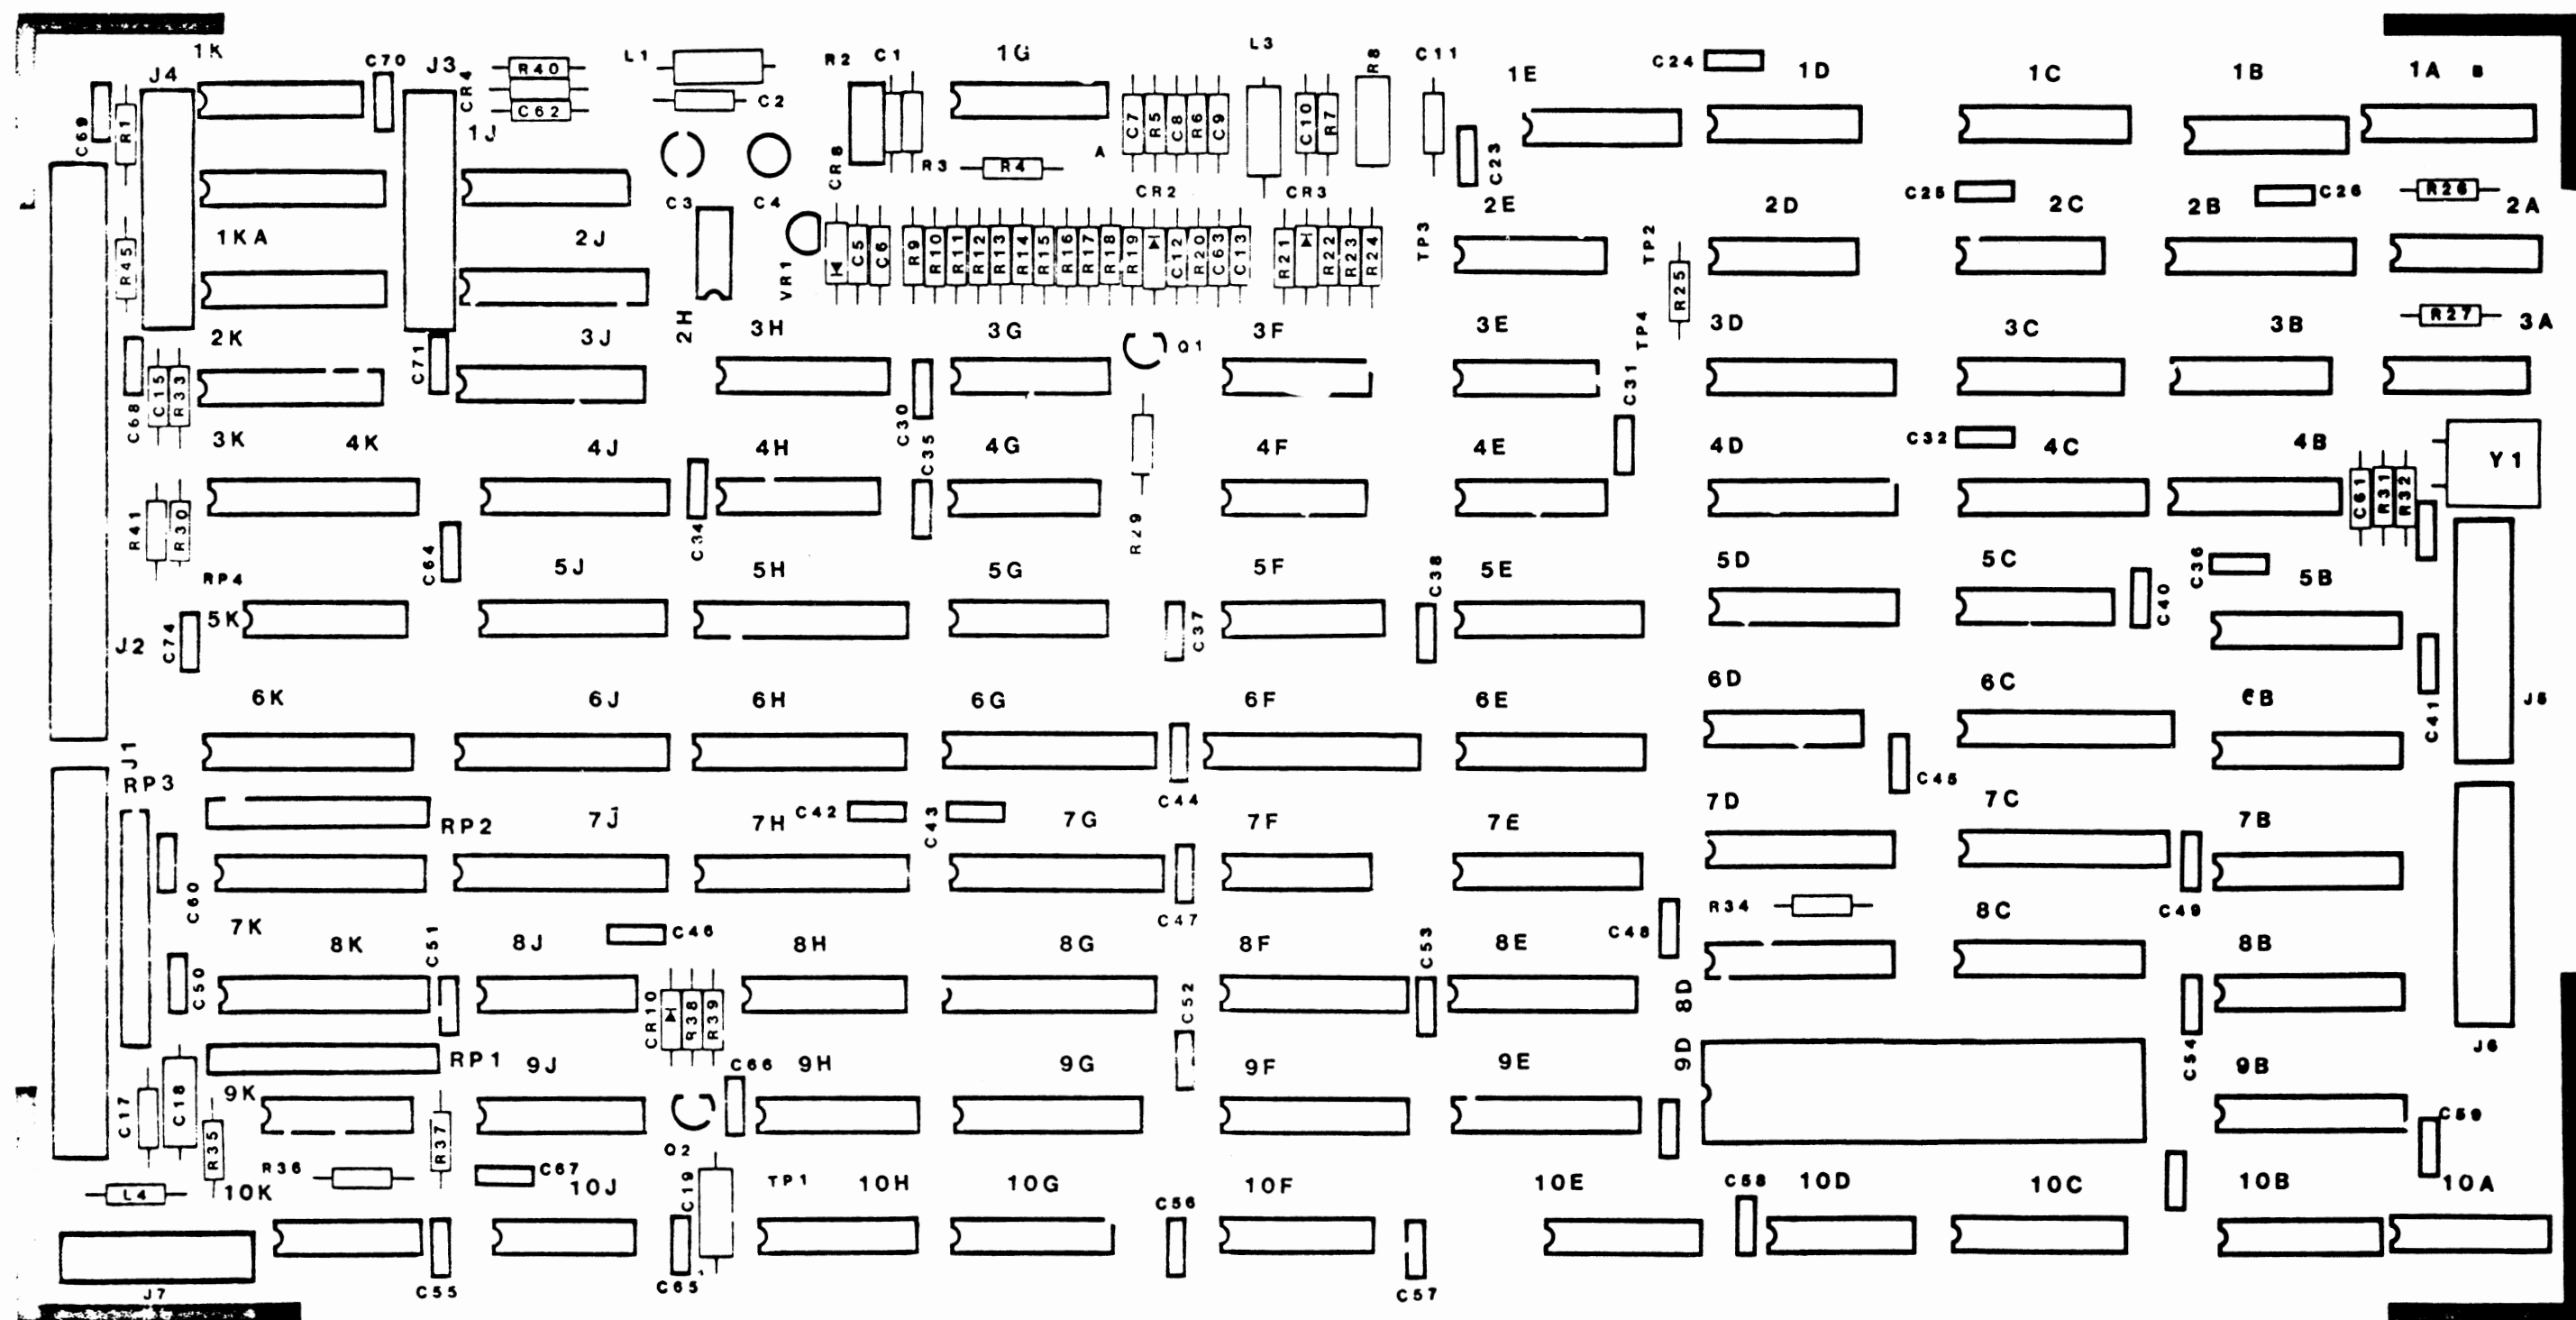 1K C70 J3 L1 R2 C1 1G L3 R8 C11 C24 1D 1C 1B 1A B
J4 CR4 R40 C62 C2 1E
C69 R1 1J C7 R5 C8 R6 C9 C10 R7 C23
CR8 R3 R4 A CR2 CR3 C25 C26 R26
C3 C4 2E 2D 2C 2B 2A
R45 1KA 2J VR1 C5 C6 R9 R10 R11 R12 R13 R14 R15 R16 R17 R18 R19 C12 R20 C63 C13 R21 R22 R23 R24 TP3 TP2 R25
2K 3J 2H 3H 3G Q1 3F 3E TP4 3D 3C 3B R27 3A
C68 C15 R33 C71 C30 C31
3K 4K 4J 4H C35 4G 4F 4E 4D C32 4C 4B Y1
R41 R30 C64 C34 R29 C61 R31 R32
RP4 5J 5H 5G 5F C38 5E 5D 5C C40 C36 5B
J2 C74 5K C37
6K 6J 6H 6G 6F 6E 6D 6C 6B C41 J5
J1 RP3 C44 C45
RP2 7J 7H C42 C43 7G 7F 7E 7D 7C 7B
C60 C47 R34 8C C49
7K 8K C51 8J C46 8H 8G 8F C53 8E C48 8B
C50 CR10 R38 R39 C52 8D
RP1 9J C66 9H 9G 9F 9E 9D C54 9B J6
C17 C18 9K R35 R37 C59
Q2
L4 10K R36 C67 10J C19 TP1 10H 10G C56 10F 10E C58 10D 10C 10B 10A
J7 C55 C65 C57